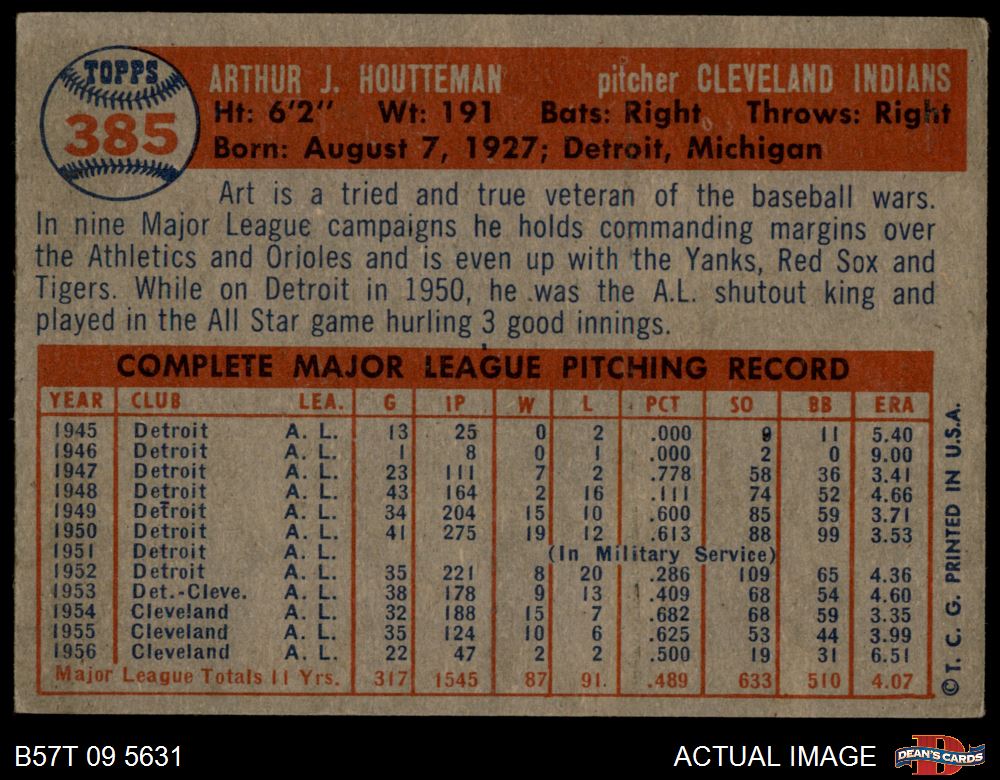 TOPPS
385
ARTHUR J. HOUTTEMAN pitcher CLEVELAND INDIANS
Ht: 6'2" Wt: 191 Bats: Right Throws: Right
Born: August 7, 1927; Detroit, Michigan
Art is a tried and true veteran of the baseball wars.
In nine Major League campaigns he holds commanding margins over
the Athletics and Orioles and is even up with the Yanks, Red Sox and
Tigers. While on Detroit in 1950, he was the A.L. shutout king and
played in the All Star game hurling 3 good innings.
COMPLETE MAJOR LEAGUE PITCHING RECORD
YEAR CLUB LEA. G IP W L PCT SO BB ERA
1945 Detroit A. L. 13 25 0 2 .000 9 11 5.40
1946 Detroit A. L. 1 8 0 1 .000 2 0 9.00
1947 Detroit A. L. 23 111 7 2 .778 58 36 3.41
1948 Detroit A. L. 43 164 2 16 .111 74 52 4.66
1949 Detroit A. L. 34 204 15 10 .600 85 59 3.71
1950 Detroit A. L. 41 275 19 12 .613 88 99 3.53
1951 Detroit (In Military Service)
1952 Detroit A. L. 35 221 8 20 .286 109 65 4.36
1953 Det.-Cleve. A. L. 38 178 9 13 .409 68 54 4.60
1954 Cleveland A. L. 32 188 15 7 .682 68 59 3.35
1955 Cleveland A. L. 35 124 10 6 .625 53 44 3.99
1956 Cleveland A. L. 22 47 2 2 .500 19 31 6.51
Major League Totals 11 Yrs. 317 1545 87 91. .489 633 510 4.07
© T. C. G. PRINTED IN U.S.A.
B57T 09 5631 ACTUAL IMAGE DEAN'S CARDS